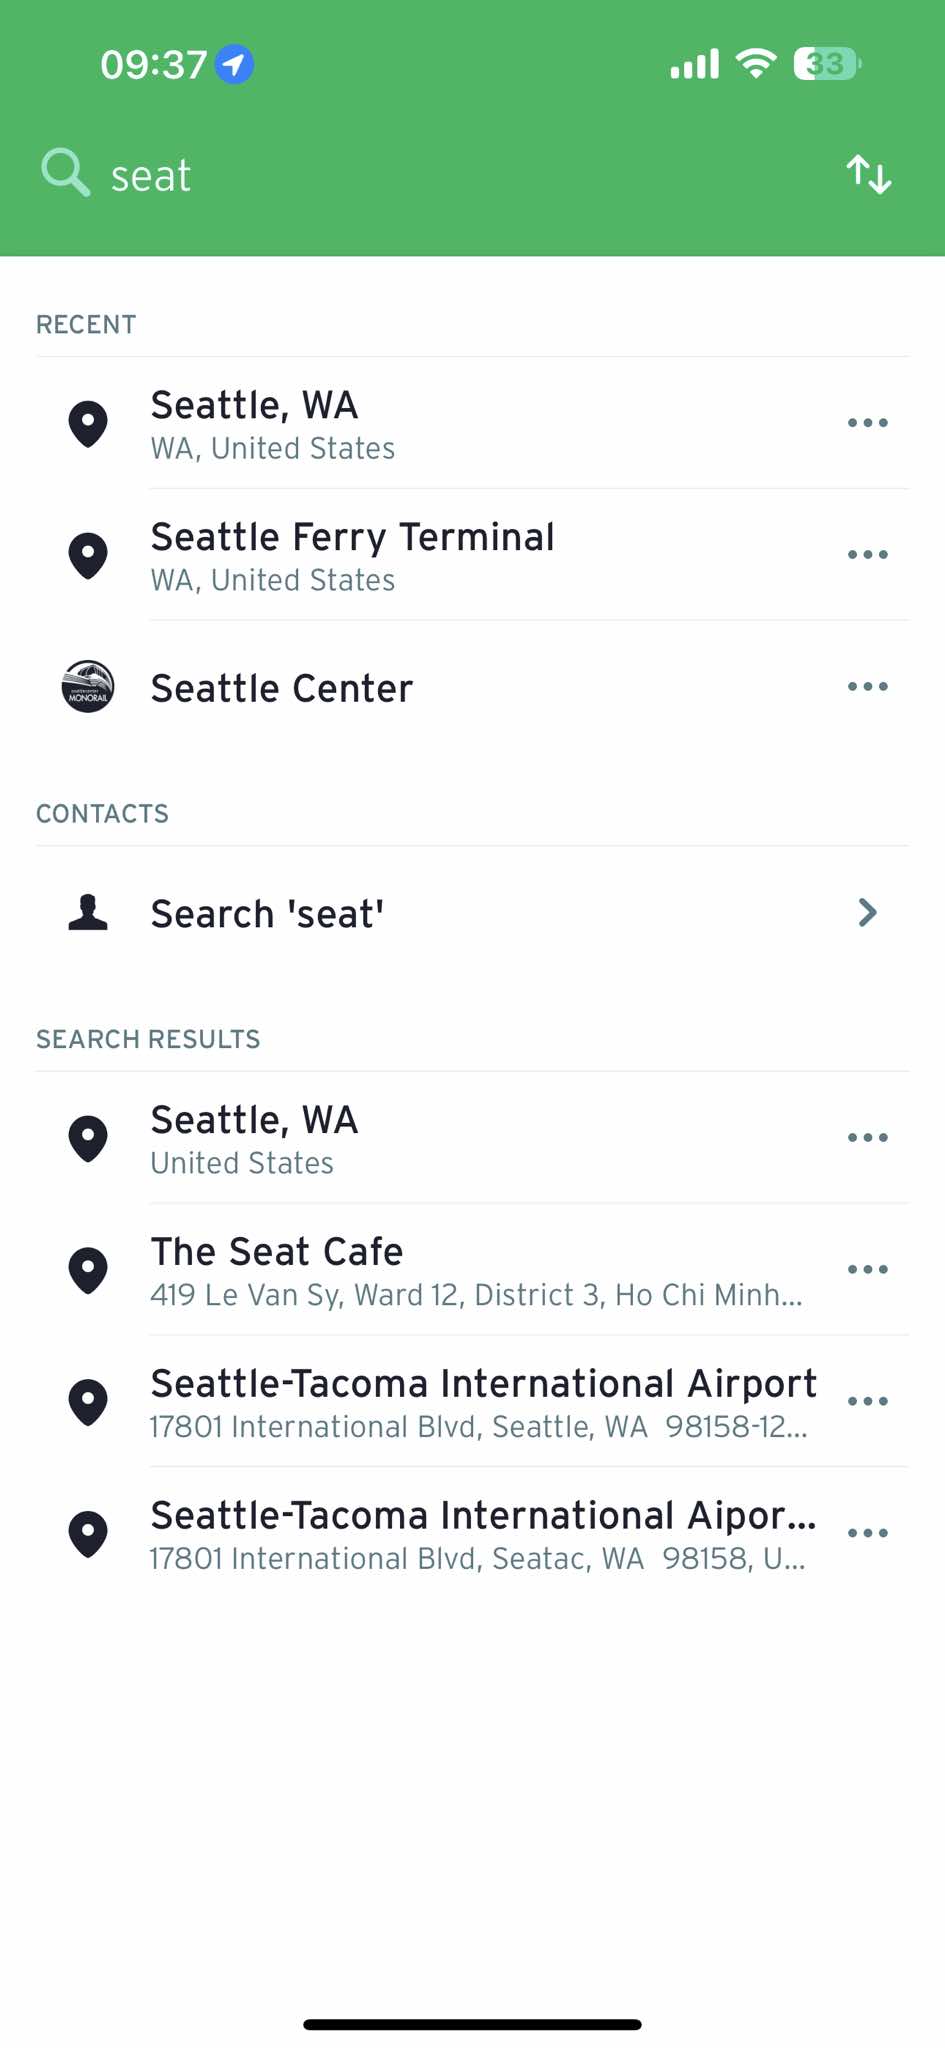 09:37
33
seat
RECENT
Seattle, WA
WA, United States
Seattle Ferry Terminal
WA, United States
MONORAIL
Seattle Center
CONTACTS
Search 'seat'
SEARCH RESULTS
Seattle, WA
United States
The Seat Cafe
419 Le Van Sy, Ward 12, District 3, Ho Chi Minh...
Seattle-Tacoma International Airport
17801 International Blvd, Seattle, WA  98158-12...
Seattle-Tacoma International Aipor...
17801 International Blvd, Seatac, WA  98158, U...